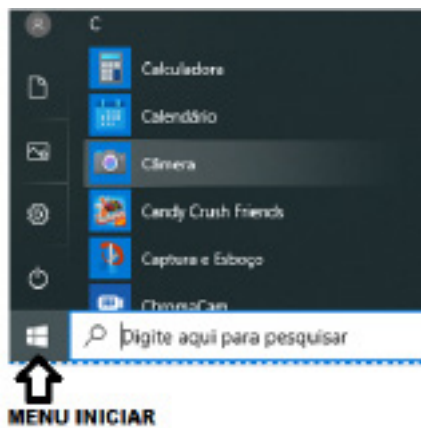 C
Calculadora
Calendário
Câmera
Candy Crush Friends
Captura e Esboço
ChromaCam
Digite aqui para pesquisar
MENU INICIAR